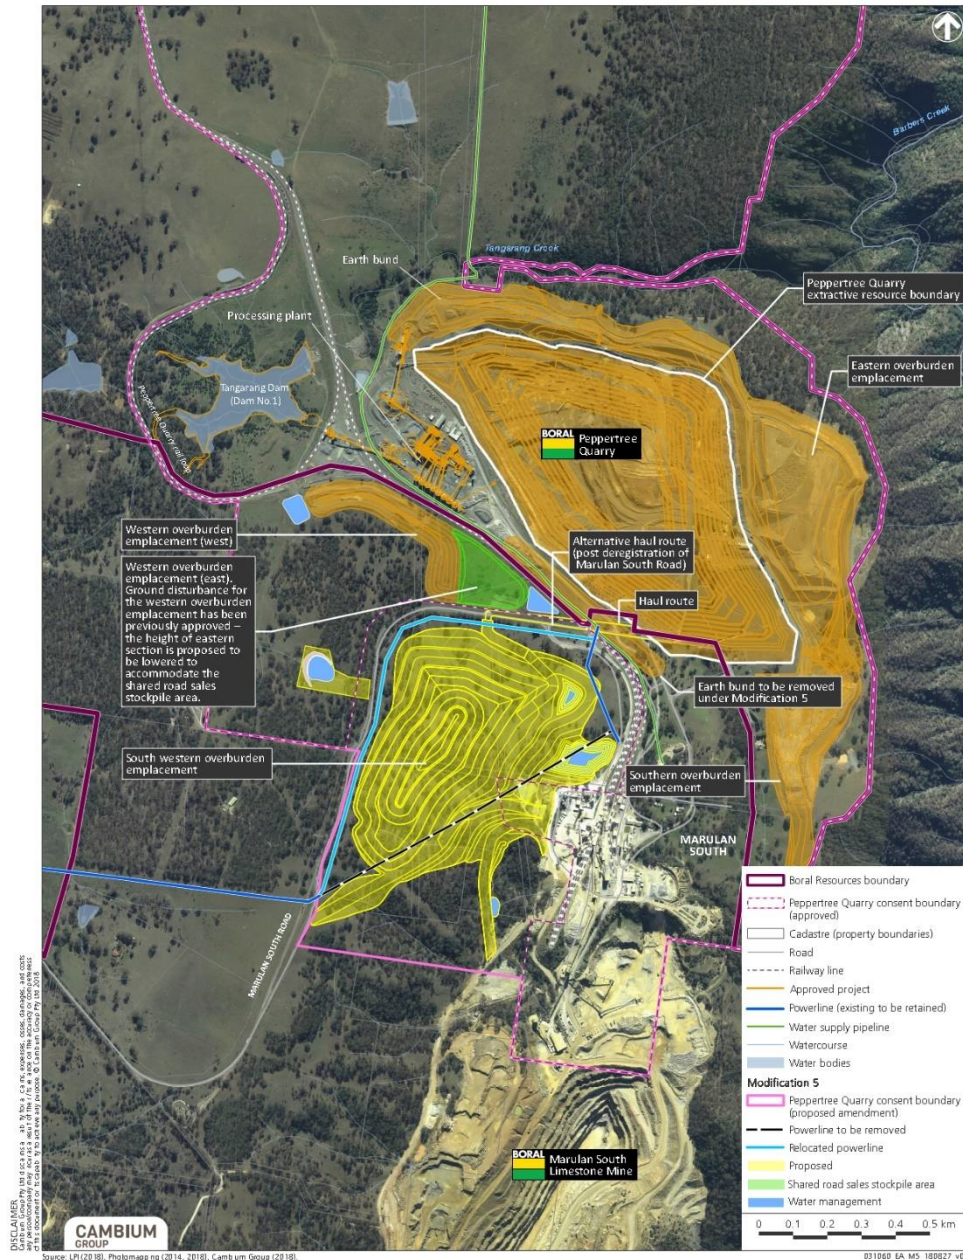 Barbers Creek
Tangarang Creek
Earth bund
Peppertree Quarry
extractive resource boundary
Processing plant
Eastern overburden
emplacement
Tangarang Dam
(Dam No.1)
Peppertree Quarry rail loop
BORAL
Peppertree
Quarry
Western overburden
emplacement (west)
Alternative haul route
(post deregistration of
Marulan South Road)
Western overburden
emplacement (east).
Ground disturbance for
the western overburden
emplacement has been
previously approved –
the height of eastern
section is proposed to
be lowered to
accommodate the
shared road sales
stockpile area.
Haul route
Earth bund to be removed
under Modification 5
South western overburden
emplacement
Southern overburden
emplacement
MARULAN
SOUTH
MARULAN SOUTH ROAD
BORAL
Marulan South
Limestone Mine
Boral Resources boundary
Peppertree Quarry consent boundary
(approved)
Cadastre (property boundaries)
Road
Railway line
Approved project
Powerline (existing to be retained)
Water supply pipeline
Watercourse
Water bodies
Modification 5
Peppertree Quarry consent boundary
(proposed amendment)
Powerline to be removed
Relocated powerline
Proposed
Shared road sales stockpile area
Water management
0 0.1 0.2 0.3 0.4 0.5 km
DISCLAIMER
CAMBIUM
GROUP
Source: LPI (2018), Photomapping (2014, 2018), Cambium Group (2018).
031060_EA_M5_180827_v0